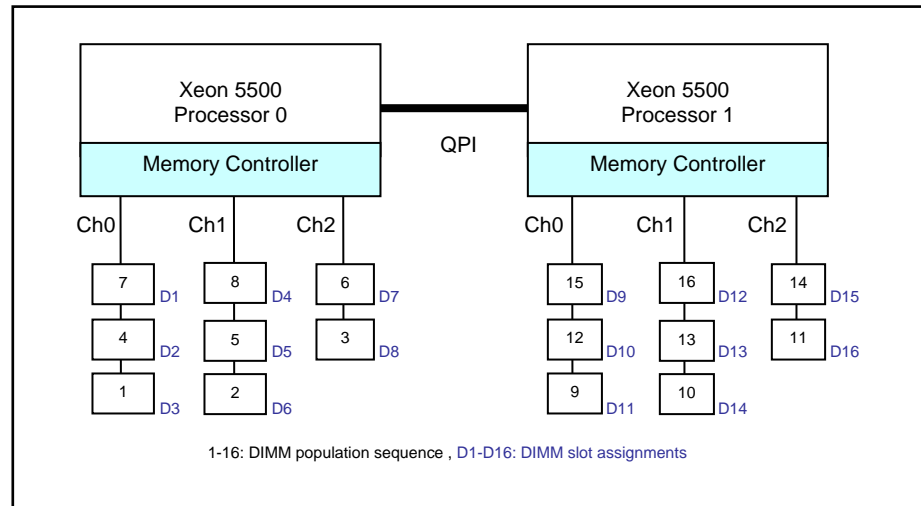 Xeon 5500
Processor 0
Xeon 5500
Processor 1
QPI
Memory Controller
Memory Controller
Ch0
Ch1
Ch2
Ch0
Ch1
Ch2
7
D1
8
D4
6
D7
15
D9
16
D12
14
D15
4
D2
5
D5
3
D8
12
D10
13
D13
11
D16
1
D3
2
D6
9
D11
10
D14
1-16: DIMM population sequence , D1-D16: DIMM slot assignments